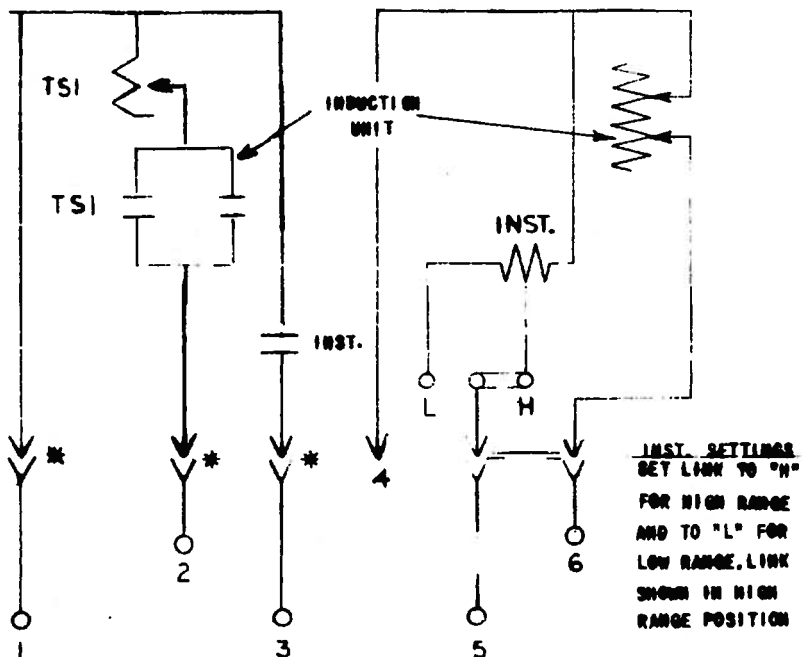 TSI
INDUCTION
UNIT
TSI
INST.
INST.
L
H
*
*
*
4
INST. SETTINGS
SET LINK TO "H"
FOR HIGH RANGE
AND TO "L" FOR
LOW RANGE, LINK
SHOWN IN HIGH
RANGE POSITION
2
6
1
3
5